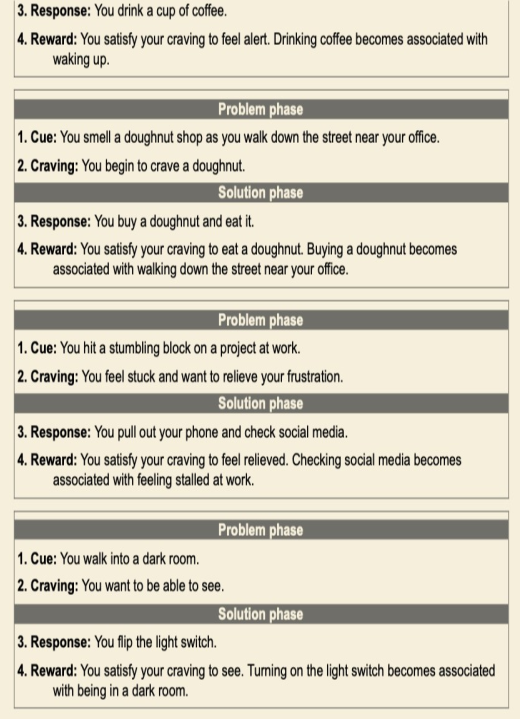 3. Response: You drink a cup of coffee.
4. Reward: You satisfy your craving to feel alert. Drinking coffee becomes associated with
waking up.
Problem phase
1. Cue: You smell a doughnut shop as you walk down the street near your office.
2. Craving: You begin to crave a doughnut.
Solution phase
3. Response: You buy a doughnut and eat it.
4. Reward: You satisfy your craving to eat a doughnut. Buying a doughnut becomes
associated with walking down the street near your office.
Problem phase
1. Cue: You hit a stumbling block on a project at work.
2. Craving: You feel stuck and want to relieve your frustration.
Solution phase
3. Response: You pull out your phone and check social media.
4. Reward: You satisfy your craving to feel relieved. Checking social media becomes
associated with feeling stalled at work.
Problem phase
1. Cue: You walk into a dark room.
2. Craving: You want to be able to see.
Solution phase
3. Response: You flip the light switch.
4. Reward: You satisfy your craving to see. Turning on the light switch becomes associated
with being in a dark room.